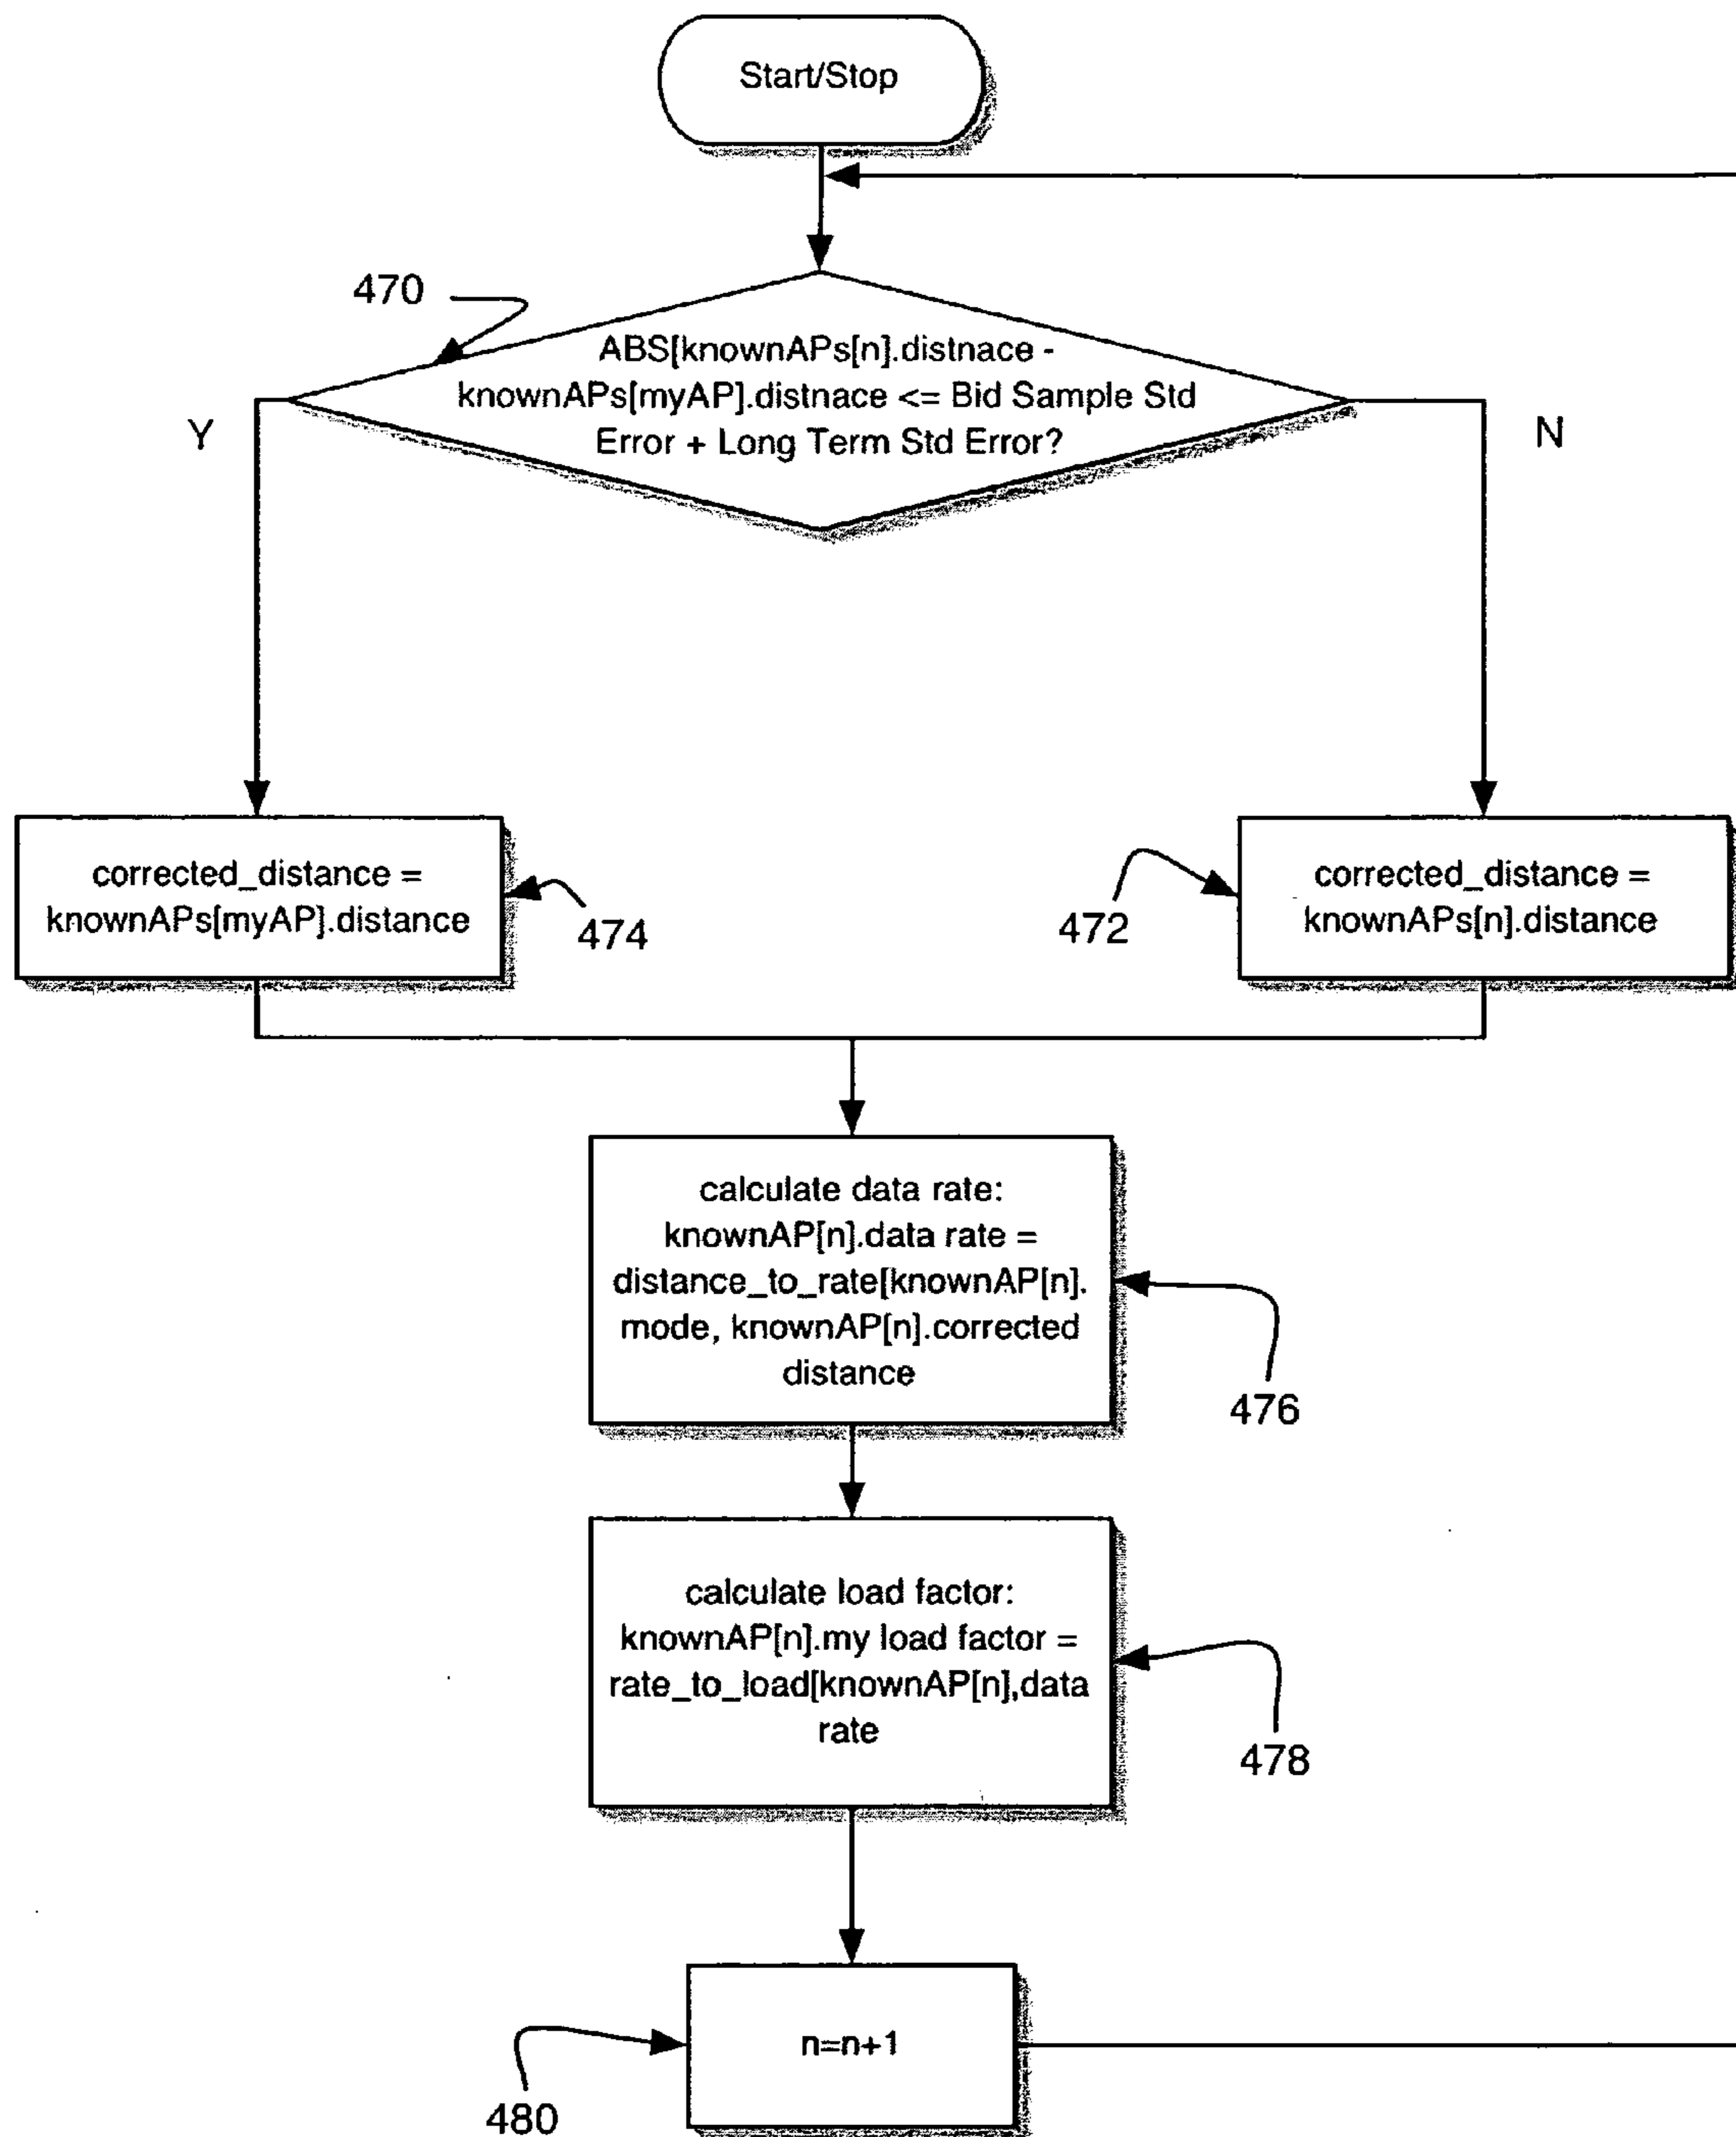 Start/Stop
470
ABS[knownAPs[n].distnace -
knownAPs[myAP].distnace <= Bid Sample Std
Error + Long Term Std Error?
Y
N
corrected_distance =
knownAPs[myAP].distance
474
472
corrected_distance =
knownAPs[n].distance
calculate data rate:
knownAP[n].data rate =
distance_to_rate[knownAP[n].
mode, knownAP[n].corrected
distance
476
calculate load factor:
knownAP[n].my load factor =
rate_to_load[knownAP[n],data
rate
478
n=n+1
480